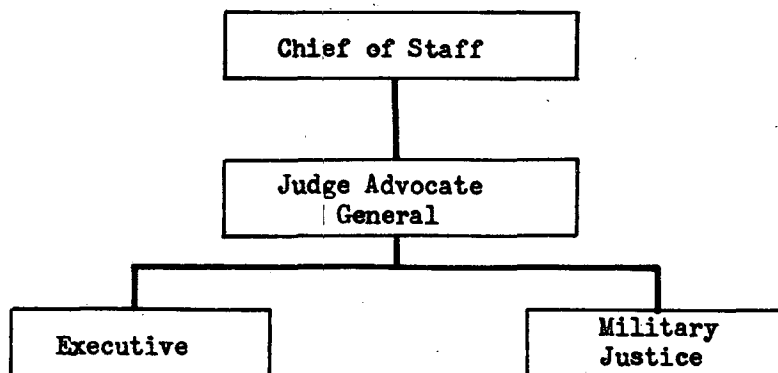 Chief of Staff
Judge Advocate
General
Executive
Military
Justice